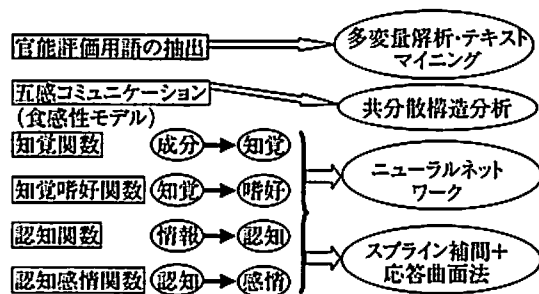 官能評価用語の抽出
多変量解析・テキスト
マイニング
五感コミュニケーション
(食感性モデル)
共分散構造分析
知覚関数 成分 知覚
知覚嗜好関数 知覚 嗜好
ニューラルネット
ワーク
認知関数 情報 認知
認知感情関数 認知 感情
スプライン補間+
応答曲面法